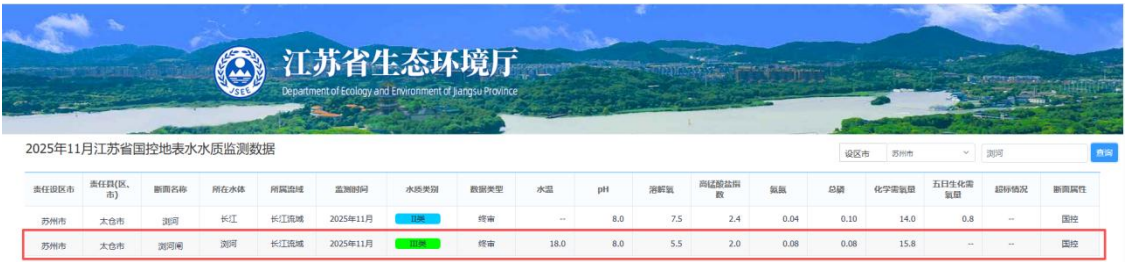 江苏省生态环境厅
Department of Ecology and Environment of Jiangsu Province
JSEE
2025年11月江苏省国控地表水水质监测数据 设区市 苏州市 浏河 查询
责任设区市 责任县(区、市) 断面名称 所在水体 所属流域 监测时间 水质类别 数据类型 水温 pH 溶解氧 高锰酸盐指数 氨氮 总磷 化学需氧量 五日生化需氧量 超标情况 断面属性
苏州市 太仓市 浏河 长江 长江流域 2025年11月 II类 终审 -- 8.0 7.5 2.4 0.04 0.10 14.0 0.8 -- 国控
苏州市 太仓市 浏河闸 浏河 长江流域 2025年11月 III类 终审 18.0 8.0 5.5 2.0 0.08 0.08 15.8 -- -- 国控